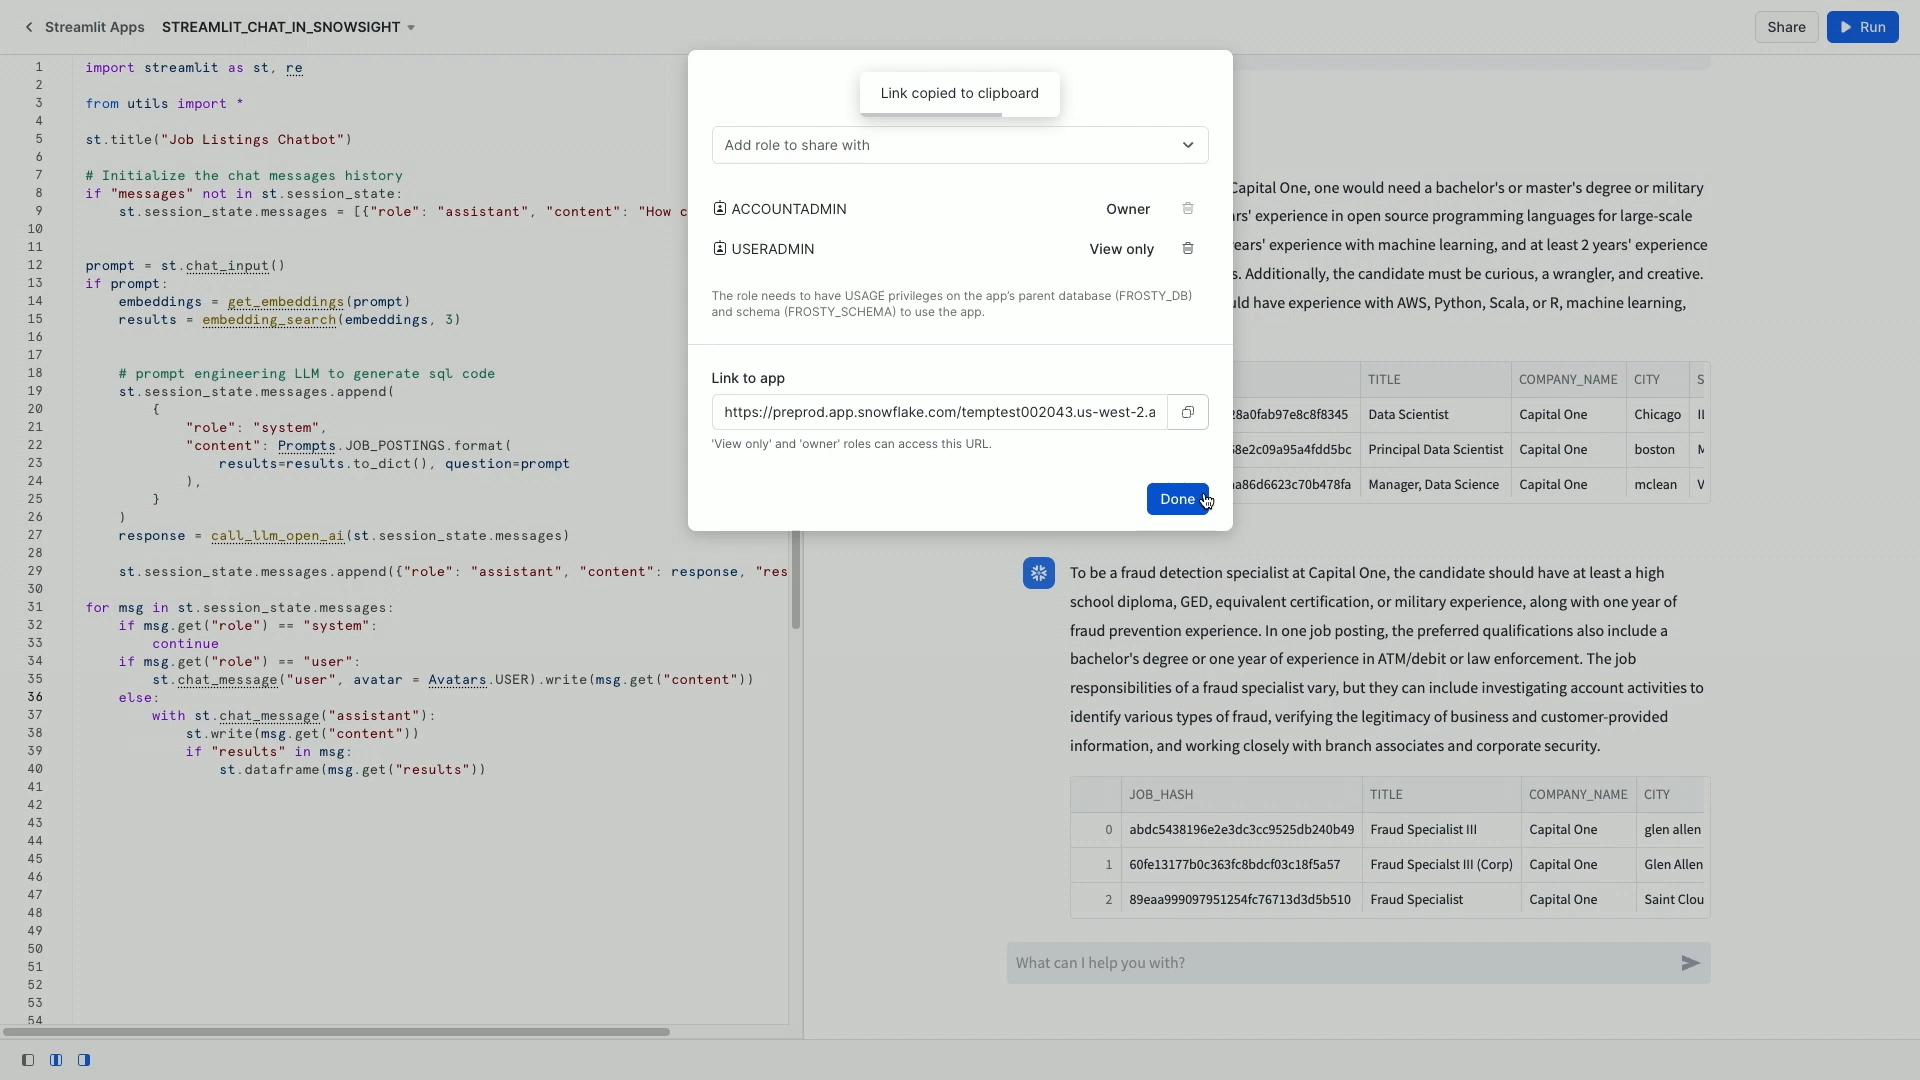 Streamlit Apps STREAMLIT_CHAT_IN_SNOWSIGHT
Share Run
1 import streamlit as st, re
2
3 from utils import *
4
5 st.title("Job Listings Chatbot")
6
7 # Initialize the chat messages history
8 if "messages" not in st.session_state:
9 st.session_state.messages = [{"role": "assistant", "content": "How c
10
11
12 prompt = st.chat_input()
13 if prompt:
14 embeddings = get_embeddings(prompt)
15 results = embedding_search(embeddings, 3)
16
17
18 # prompt engineering LLM to generate sql code
19 st.session_state.messages.append(
20 {
21 "role": "system",
22 "content": Prompts.JOB_POSTINGS.format(
23 results=results.to_dict(), question=prompt
24 ),
25 }
26 )
27 response = call_llm_open_ai(st.session_state.messages)
28
29 st.session_state.messages.append({"role": "assistant", "content": response, "res
30
31 for msg in st.session_state.messages:
32 if msg.get("role") == "system":
33 continue
34 if msg.get("role") == "user":
35 st.chat_message("user", avatar = Avatars.USER).write(msg.get("content"))
36 else:
37 with st.chat_message("assistant"):
38 st.write(msg.get("content"))
39 if "results" in msg:
40 st.dataframe(msg.get("results"))
41
42
43
44
45
46
47
48
49
50
51
52
53
54
Link copied to clipboard
Add role to share with
ACCOUNTADMIN Owner
USERADMIN View only
The role needs to have USAGE privileges on the app's parent database (FROSTY_DB)
and schema (FROSTY_SCHEMA) to use the app.
Link to app
https://preprod.app.snowflake.com/temptest002043.us-west-2.a
'View only' and 'owner' roles can access this URL.
Done
Capital One, one would need a bachelor's or master's degree or military
ars' experience in open source programming languages for large-scale
years' experience with machine learning, and at least 2 years' experience
s. Additionally, the candidate must be curious, a wrangler, and creative.
uld have experience with AWS, Python, Scala, or R, machine learning,
TITLE COMPANY_NAME CITY S
28a0fab97e8c8f8345 Data Scientist Capital One Chicago IL
68e2c09a95a4fdd5bc Principal Data Scientist Capital One boston M
aa86d6623c70b478fa Manager, Data Science Capital One mclean V
To be a fraud detection specialist at Capital One, the candidate should have at least a high
school diploma, GED, equivalent certification, or military experience, along with one year of
fraud prevention experience. In one job posting, the preferred qualifications also include a
bachelor's degree or one year of experience in ATM/debit or law enforcement. The job
responsibilities of a fraud specialist vary, but they can include investigating account activities to
identify various types of fraud, verifying the legitimacy of business and customer-provided
information, and working closely with branch associates and corporate security.
JOB_HASH TITLE COMPANY_NAME CITY
0 abdc5438196e2e3dc3cc9525db240b49 Fraud Specialist III Capital One glen allen
1 60fe13177b0c363fc8bdcf03c18f5a57 Fraud Specialst III (Corp) Capital One Glen Allen
2 89eaa999097951254fc76713d3d5b510 Fraud Specialist Capital One Saint Clou
What can I help you with?